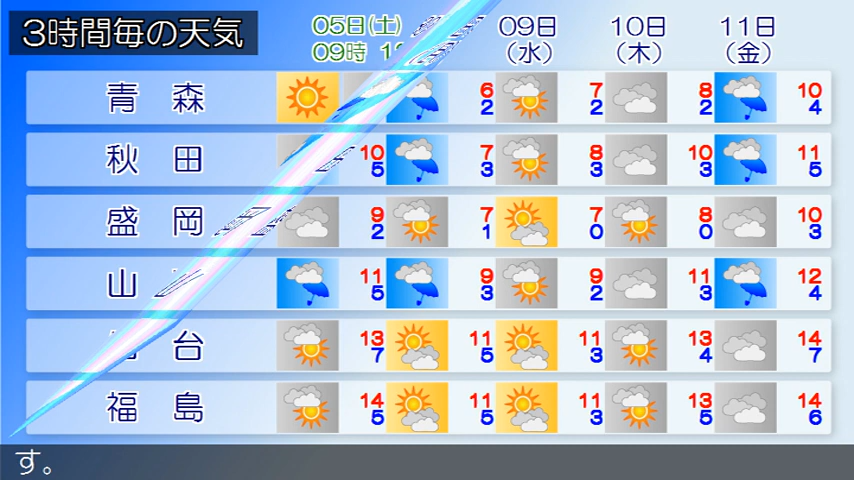 3時間毎の天気
05日(土)
09時
09日
(水)
10日
(木)
11日
(金)
青森 6 2 7 2 8 2 10 4
秋田 10 5 7 3 8 3 10 3 11 5
盛岡 9 2 7 1 7 0 8 0 10 3
山 11 5 9 3 9 2 11 3 12 4
台 13 7 11 5 11 3 13 4 14 7
福島 14 5 11 5 11 3 13 5 14 6
す。